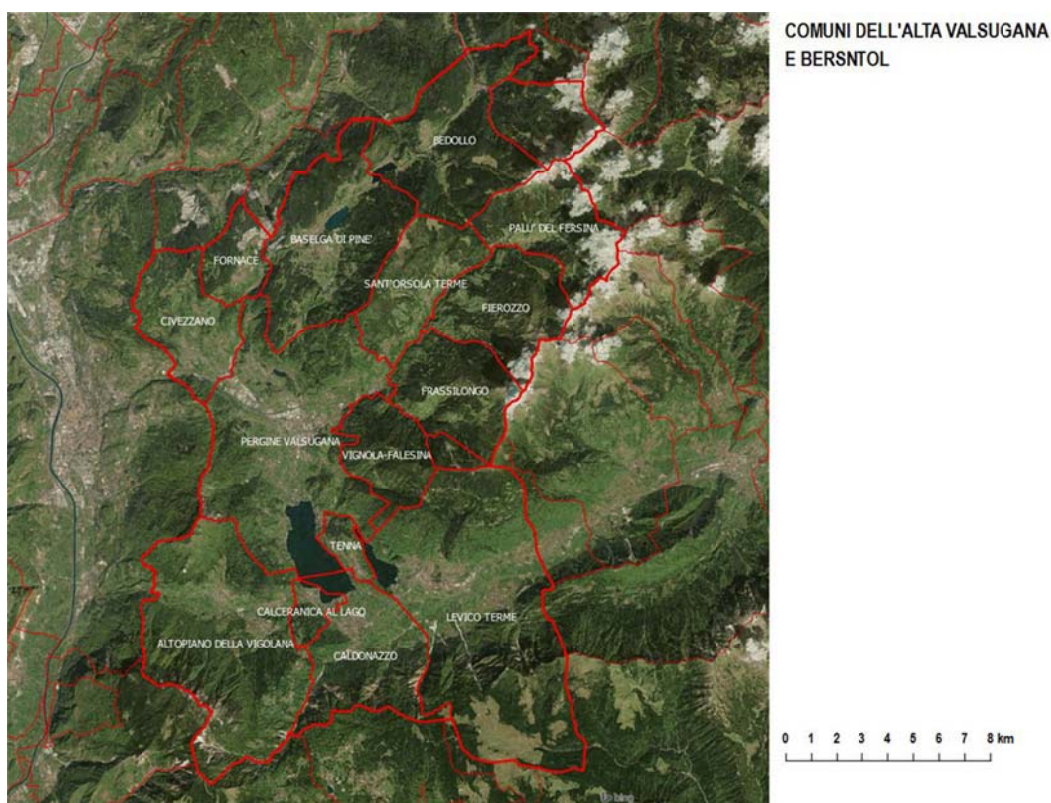 COMUNI DELL'ALTA VALSUGANA
E BERSNTOL
BEDOLLO
PALU' DEL FERSINA
BASELGA DI PINE'
FORNACE
SANT'ORSOLA TERME
FIEROZZO
CIVEZZANO
FRASSILONGO
PERGINE VALSUGANA
VIGNOLA-FALESINA
TENNA
CALCERANICA AL LAGO
LEVICO TERME
ALTOPIANO DELLA VIGOLANA
CALDONAZZO
0 1 2 3 4 5 6 7 8 km